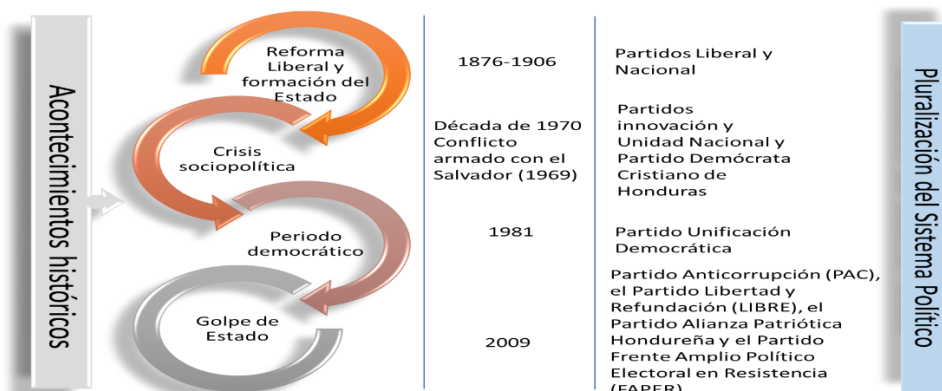 Acontecimientos históricos
Reforma
Liberal y
formación del
Estado
1876-1906
Partidos Liberal y
Nacional
Crisis
sociopolítica
Década de 1970
Conflicto
armado con el
Salvador (1969)
Partidos
innovación y
Unidad Nacional y
Partido Demócrata
Cristiano de
Honduras
Periodo
democrático
1981
Partido Unificación
Democrática
Golpe de
Estado
2009
Partido Anticorrupción (PAC),
el Partido Libertad y
Refundación (LIBRE), el
Partido Alianza Patriótica
Hondureña y el Partido
Frente Amplio Político
Electoral en Resistencia
(FAPER)
Pluralización del Sistema Político